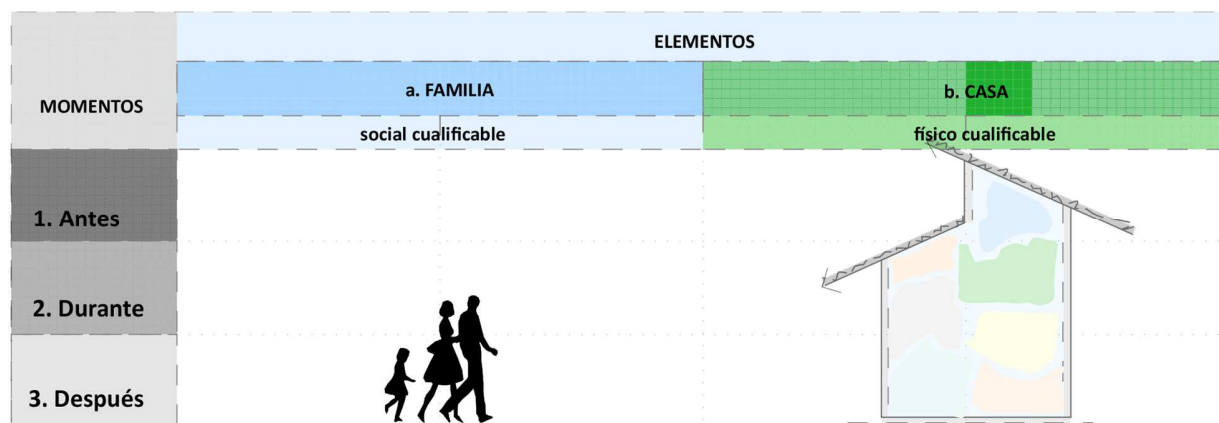 ELEMENTOS
MOMENTOS
a. FAMILIA
b. CASA
social cualificable
físico cualificable
1. Antes
2. Durante
3. Después